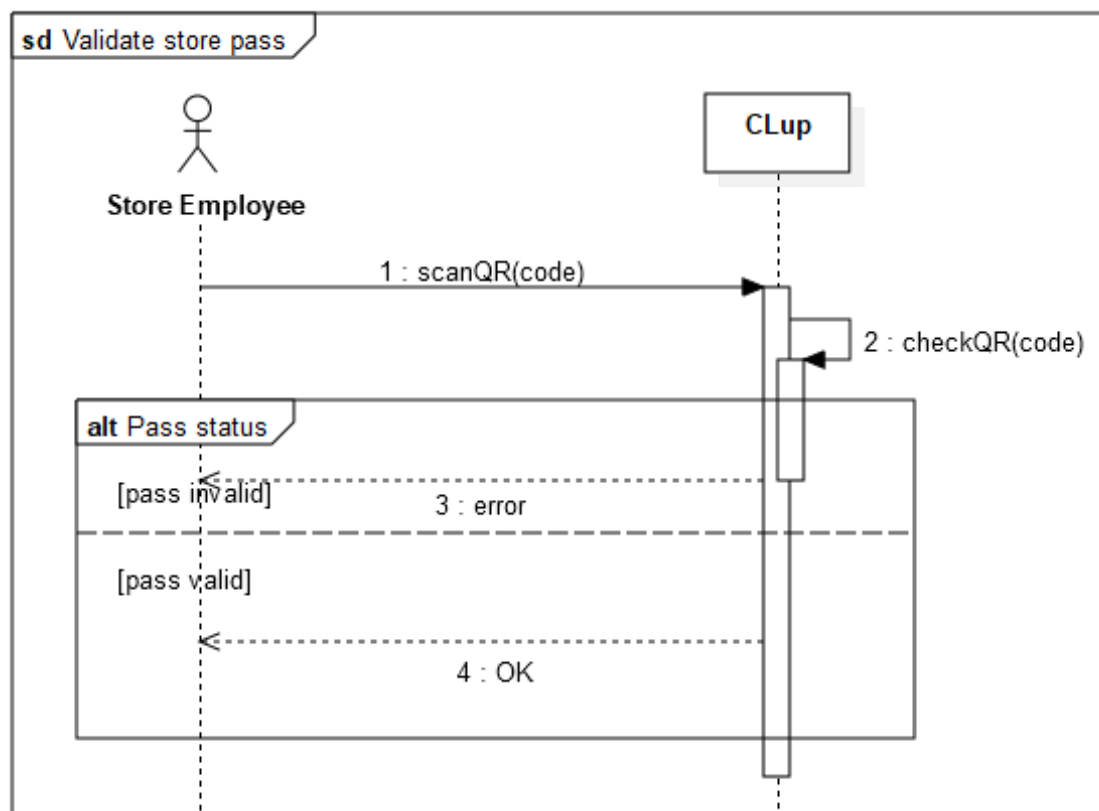 sd Validate store pass
CLup
Store Employee
1 : scanQR(code)
2 : checkQR(code)
alt Pass status
[pass invalid]
3 : error
[pass valid]
4 : OK